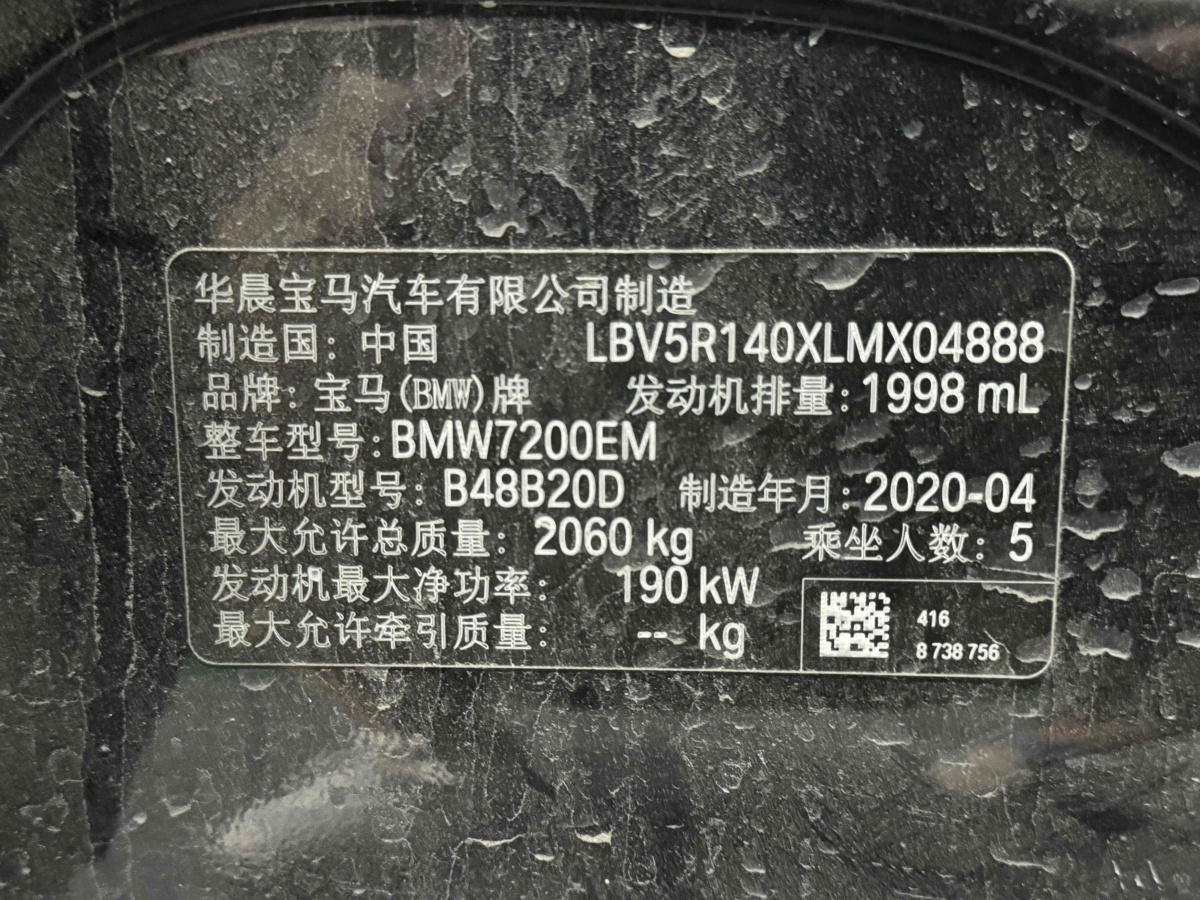 华晨宝马汽车有限公司制造
制造国：中国 LBV5R140XLMX04888
品牌：宝马(BMW)牌 发动机排量：1998 mL
整车型号：BMW7200EM
发动机型号：B48B20D 制造年月：2020-04
最大允许总质量：2060 kg 乘坐人数：5
发动机最大净功率：190 kW
最大允许牵引质量：-- kg
416
8 738 756